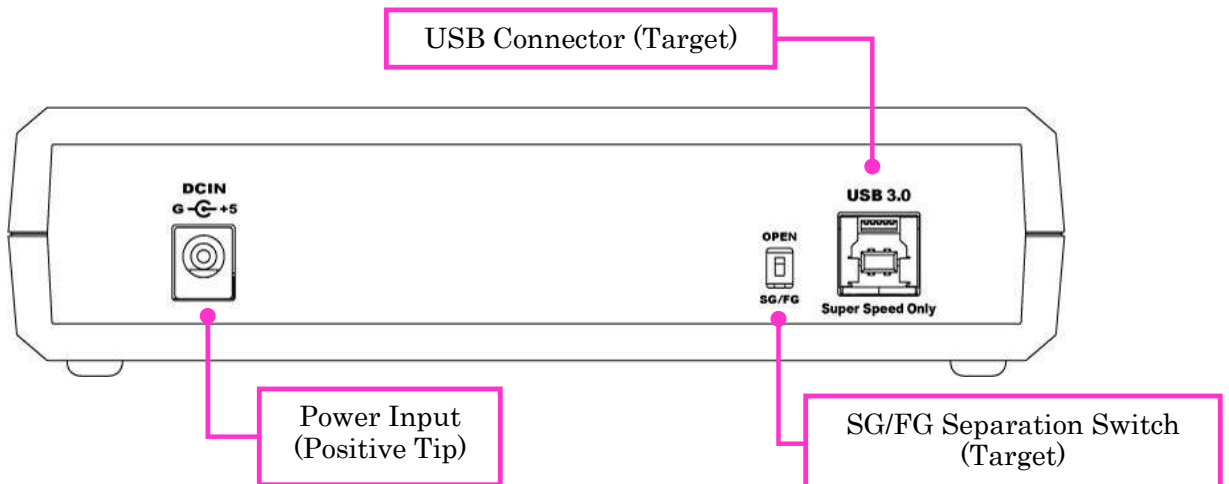 USB Connector (Target)
DCIN
G +5
USB 3.0
OPEN
SG/FG
Super Speed Only
Power Input
(Positive Tip)
SG/FG Separation Switch
(Target)